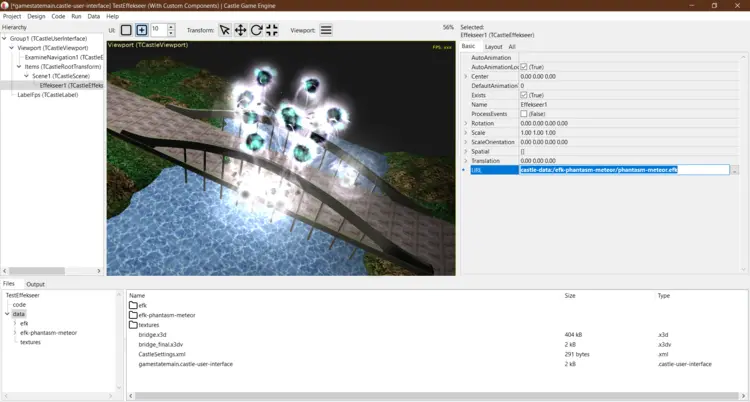 [*gamestatemain.castle-user-interface] TestEffekseer (With Custom Components) | Castle Game Engine
Project Design Code Run Data Help
Hierarchy
Group1 (TCastleUserInterface)
Viewport (TCastleViewport)
ExamineNavigation1 (TCastleE
Items (TCastleRootTransform)
Scene1 (TCastleScene)
Effekseer1 (TCastleEffeks
LabelFps (TCastleLabel)
UI: 10 Transform: Viewport: 56%
Viewport (TCastleViewport)
FPS: xxx
Selected:
Effekseer1 (TCastleEffekseer)
Basic Layout All
AutoAnimation
AutoAnimationLoo (True)
Center 0.00 0.00 0.00
DefaultAnimation 0
Exists (True)
Name Effekseer1
ProcessEvents (False)
Rotation 0.00 0.00 0.00 0.00
Scale 1.00 1.00 1.00
ScaleOrientation 0.00 0.00 0.00 0.00
Spatial []
Translation 0.00 0.00 0.00
URL castle-data:/efk-phantasm-meteor/phantasm-meteor.efk ...
Files Output
TestEffekseer
code
data
efk
efk-phantasm-meteor
textures
Name Size Type
efk
efk-phantasm-meteor
textures
bridge.x3d 404 kB .x3d
bridge_final.x3dv 2 kB .x3dv
CastleSettings.xml 291 bytes .xml
gamestatemain.castle-user-interface 2 kB .castle-user-interface